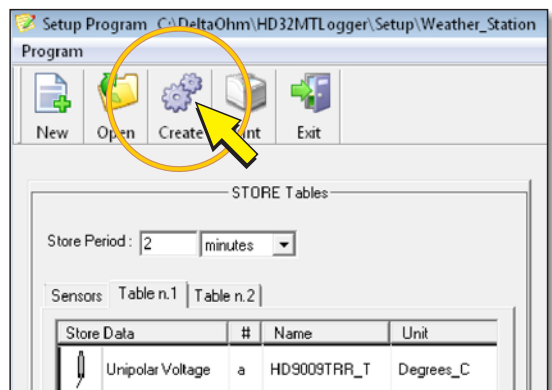 Setup Program C:\DeltaOhm\HD32MTLogger\Setup\Weather_Station
Program
New Open Create Print Exit
STORE Tables
Store Period : 2 minutes
Sensors Table n.1 Table n.2
Store Data # Name Unit
Unipolar Voltage a HD9009TRR_T Degrees_C